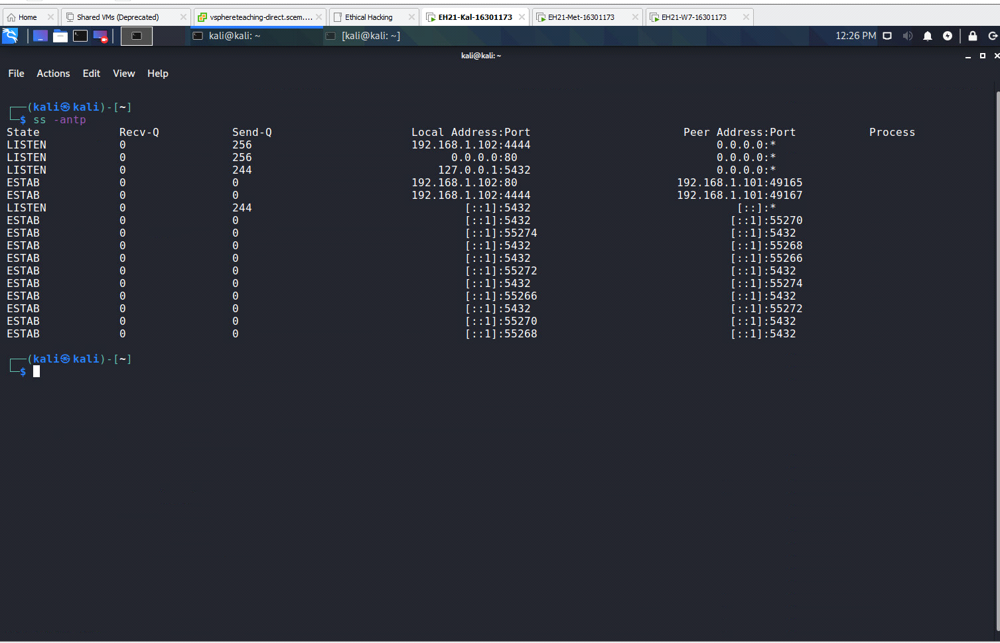 Home Shared VMs (Deprecated) vsphereteaching-direct.scem.... Ethical Hacking EH21-Kal-16301173 EH21-Met-16301173 EH21-W7-16301173
kali@kali: ~ [kali@kali: ~] 12:26 PM
kali@kali: ~
File Actions Edit View Help
(kali㉿kali)-[~]
$ ss -antp
State Recv-Q Send-Q Local Address:Port Peer Address:Port Process
LISTEN 0 256 192.168.1.102:4444 0.0.0.0:*
LISTEN 0 256 0.0.0.0:80 0.0.0.0:*
LISTEN 0 244 127.0.0.1:5432 0.0.0.0:*
ESTAB 0 0 192.168.1.102:80 192.168.1.101:49165
ESTAB 0 0 192.168.1.102:4444 192.168.1.101:49167
LISTEN 0 244 [::1]:5432 [::]:*
ESTAB 0 0 [::1]:5432 [::1]:55270
ESTAB 0 0 [::1]:55274 [::1]:5432
ESTAB 0 0 [::1]:5432 [::1]:55268
ESTAB 0 0 [::1]:5432 [::1]:55266
ESTAB 0 0 [::1]:55272 [::1]:5432
ESTAB 0 0 [::1]:5432 [::1]:55274
ESTAB 0 0 [::1]:55266 [::1]:5432
ESTAB 0 0 [::1]:5432 [::1]:55272
ESTAB 0 0 [::1]:55270 [::1]:5432
ESTAB 0 0 [::1]:55268 [::1]:5432
(kali㉿kali)-[~]
$